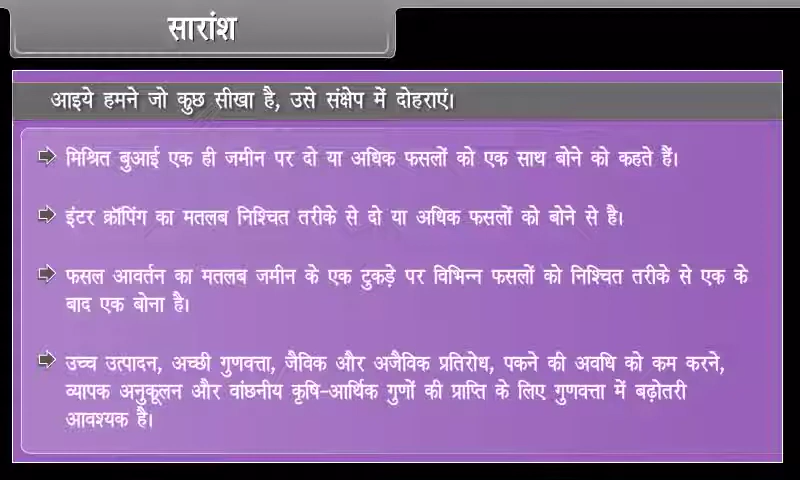 सारांश
आइये हमने जो कुछ सीखा है, उसे संक्षेप में दोहराएं।
मिश्रित बुआई एक ही जमीन पर दो या अधिक फसलों को एक साथ बोने को कहते हैं।
इंटर क्रॉपिंग का मतलब निश्चित तरीके से दो या अधिक फसलों को बोने से है।
फसल आवर्तन का मतलब जमीन के एक टुकड़े पर विभिन्न फसलों को निश्चित तरीके से एक के
बाद एक बोना है।
उच्च उत्पादन, अच्छी गुणवत्ता, जैविक और अजैविक प्रतिरोध, पकने की अवधि को कम करने,
व्यापक अनुकूलन और वांछनीय कृषि-आर्थिक गुणों की प्राप्ति के लिए गुणवत्ता में बढ़ोतरी
आवश्यक है।